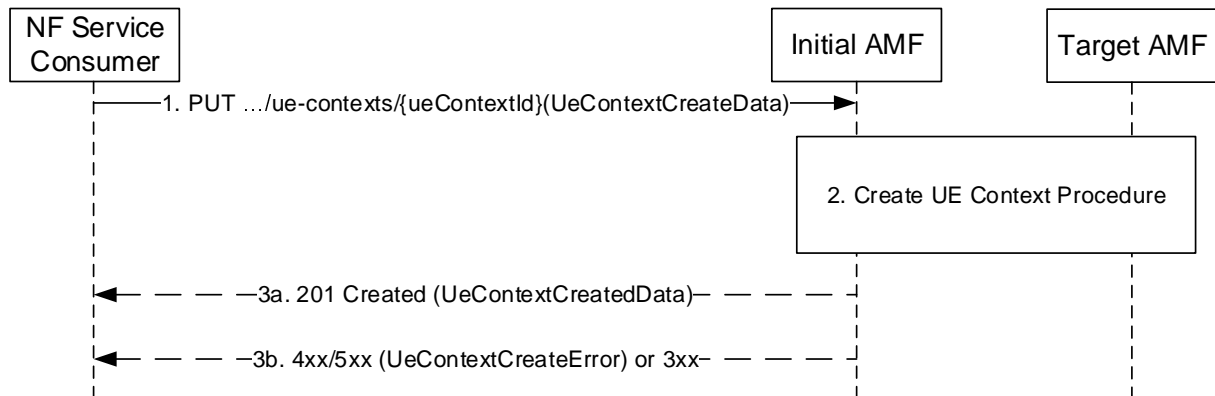 NF Service
Consumer
Initial AMF
Target AMF
1. PUT …/ue-contexts/{ueContextId}(UeContextCreateData)
2. Create UE Context Procedure
3a. 201 Created (UeContextCreatedData)
3b. 4xx/5xx (UeContextCreateError) or 3xx